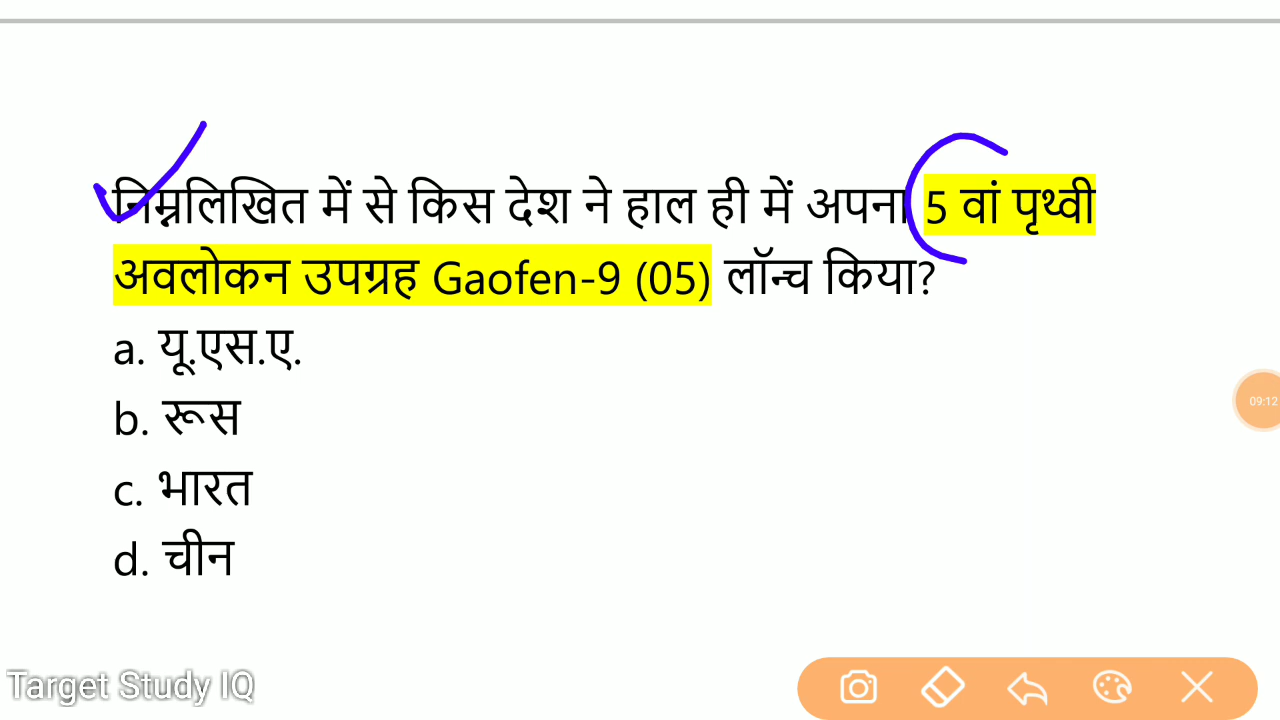 निम्नलिखित में से किस देश ने हाल ही में अपना 5 वां पृथ्वी
अवलोकन उपग्रह Gaofen-9 (05) लॉन्च किया?
a. यू.एस.ए.
b. रूस
c. भारत
d. चीन
09:12
Target Study IQ